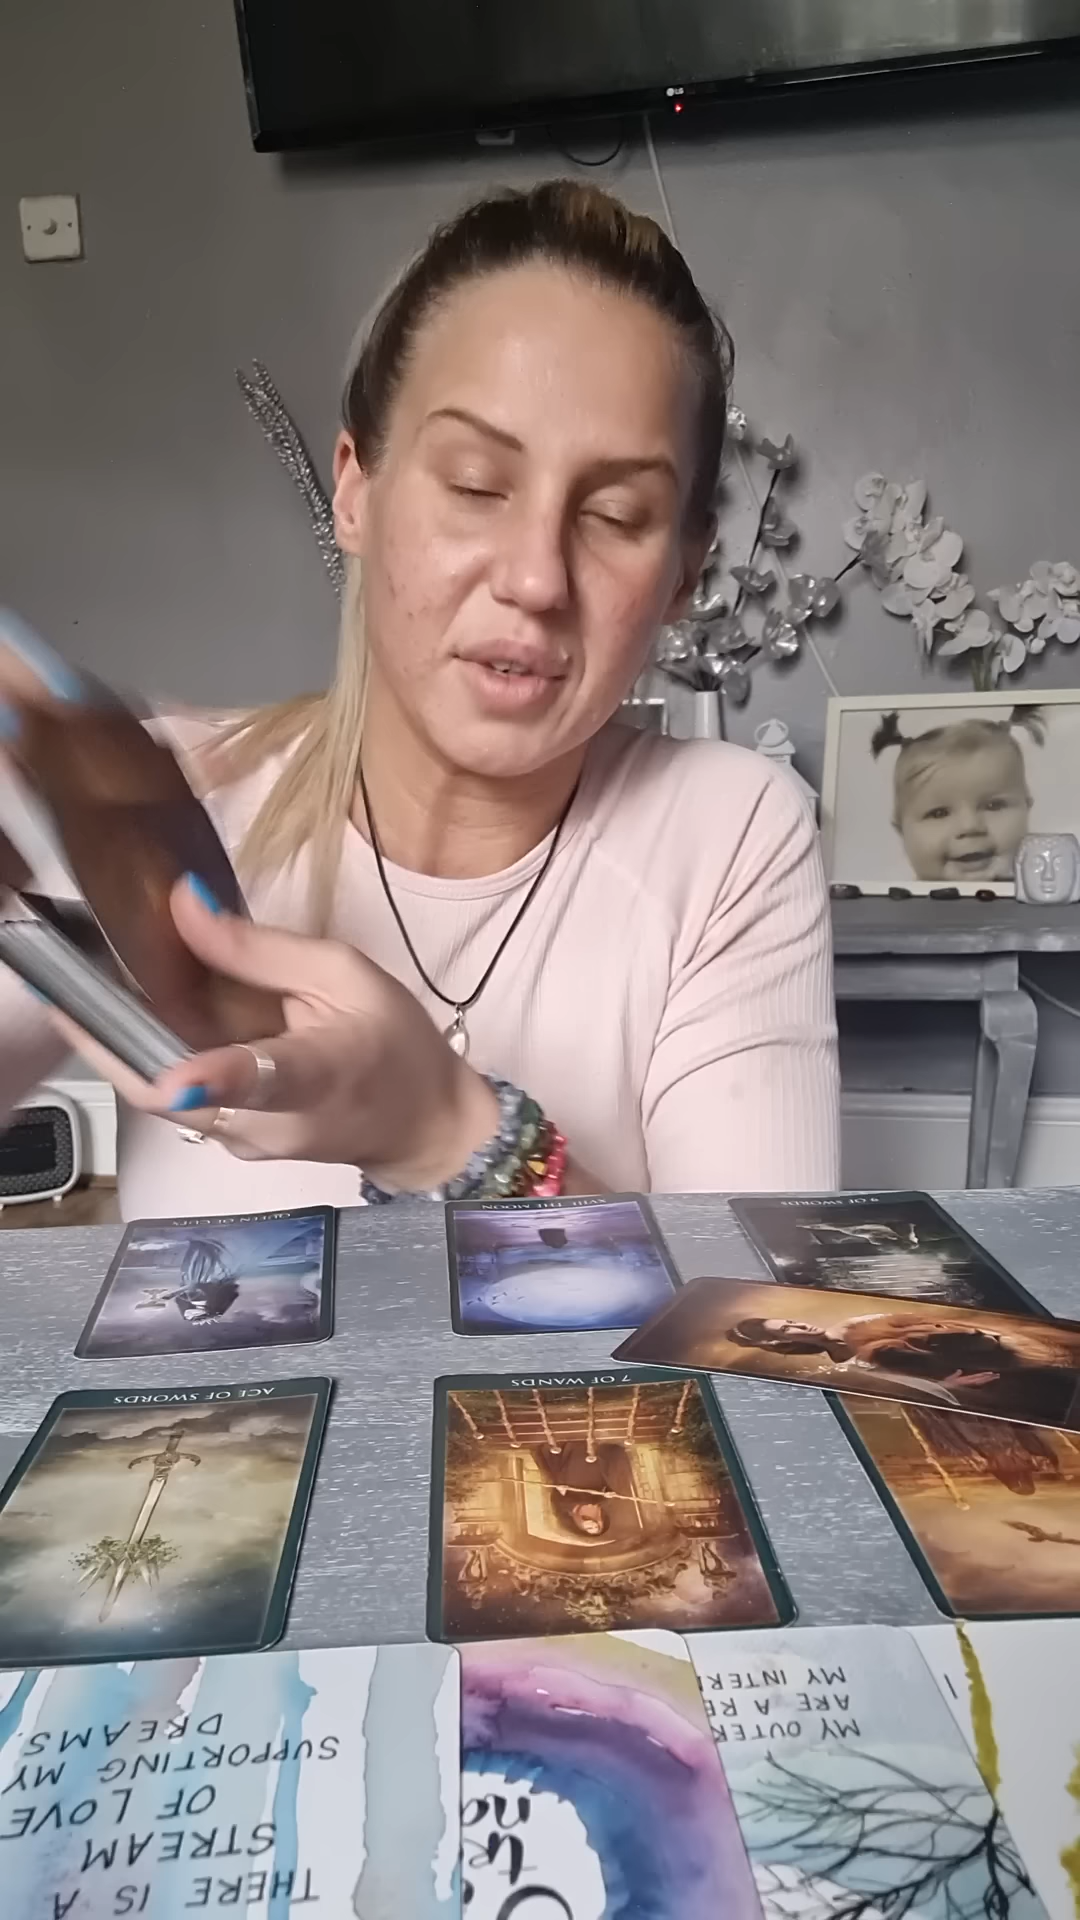 LG
QUEEN OF CUPS
XVIII THE MOON
9 OF SWORDS
ACE OF SWORDS
7 OF WANDS
THERE IS A
STREAM
OF LOVE
SUPPORTING MY
DREAMS.
MY OUTER
ARE A RE
MY INTER